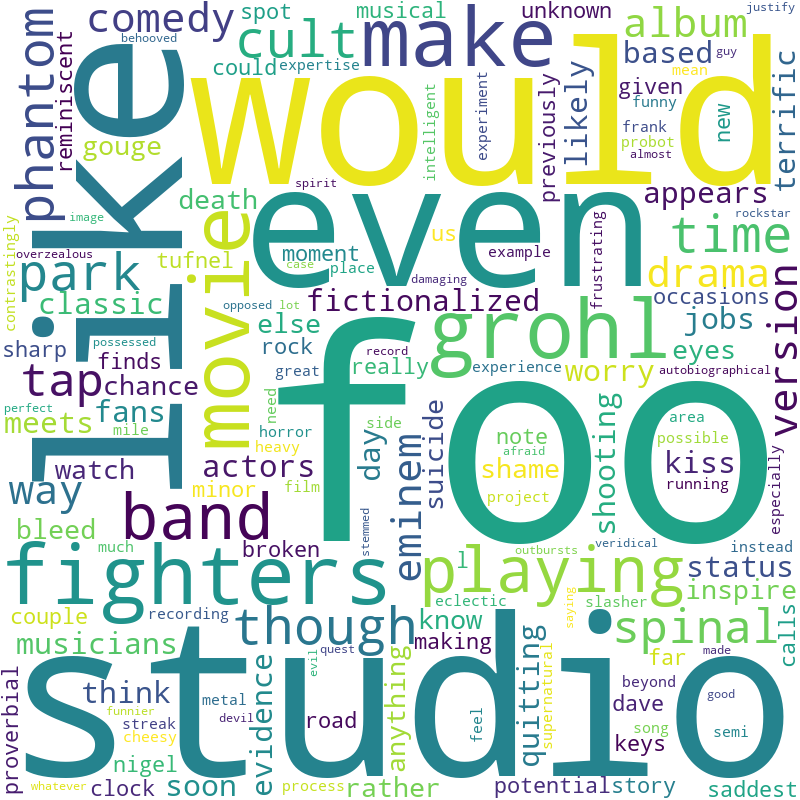 justify
comedy
spot
musical
unknown
make
album
behooved
guy
cult
based
could
expertise
mean
phantom
reminiscent
would
likely
given
funny
new
terrific
gouge
intelligent
experiment
previously
frank
probot
almost
like
death
spirit
even
appears
image
us
rockstar
contrastingly
movie
moment
example
time
overzealous
tufnel
case
place
frustrating
drama
park
damaging
classic
opposed
lot
fictionalized
occasions
version
else
grohl
jobs
sharp
possessed
rock
record
eyes
finds
great
really
experience
worry
autobiographical
tap
chance
foo
perfect
fans
need
meets
mile
day
side
suicide
shooting
area
horror
note
possible
heavy
afraid
kiss
watch
actors
shame
running
especially
way
minor
film
project
band
eminem
bleed
stemmed
veridical
instead
much
broken
outbursts
fighters
l
playing
status
inspire
couple
recording
eclectic
slasher
calls
though
know
saying
spinal
musicians
making
quest
evil
made
far
studio
think
metal
evidence
anything
quitting
supernatural
beyond
good
proverbial
funnier
streak
devil
road
feel
dave
song
cheesy
keys
semi
nigel
whatever
clock
soon
process
rather
potential
story
saddest